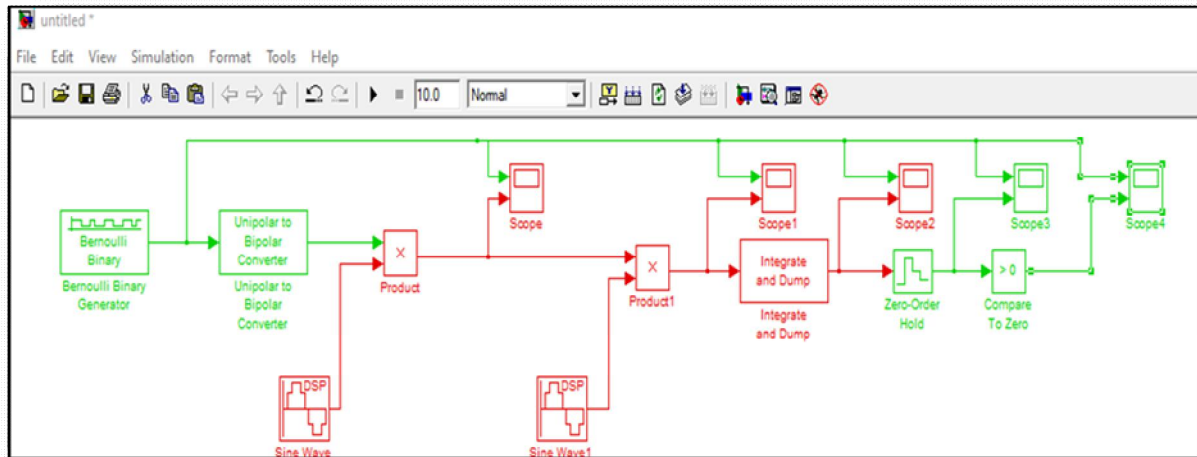 untitled *
File Edit View Simulation Format Tools Help
10.0 Normal
Bernoulli
Binary
Bernoulli Binary
Generator
Unipolar to
Bipolar
Converter
Unipolar to
Bipolar
Converter
X
Product
DSP
Sine Wave
Scope
X
Product1
DSP
Sine Wave1
Scope1
Integrate
and Dump
Integrate
and Dump
Scope2
Zero-Order
Hold
Scope3
> 0
Compare
To Zero
Scope4